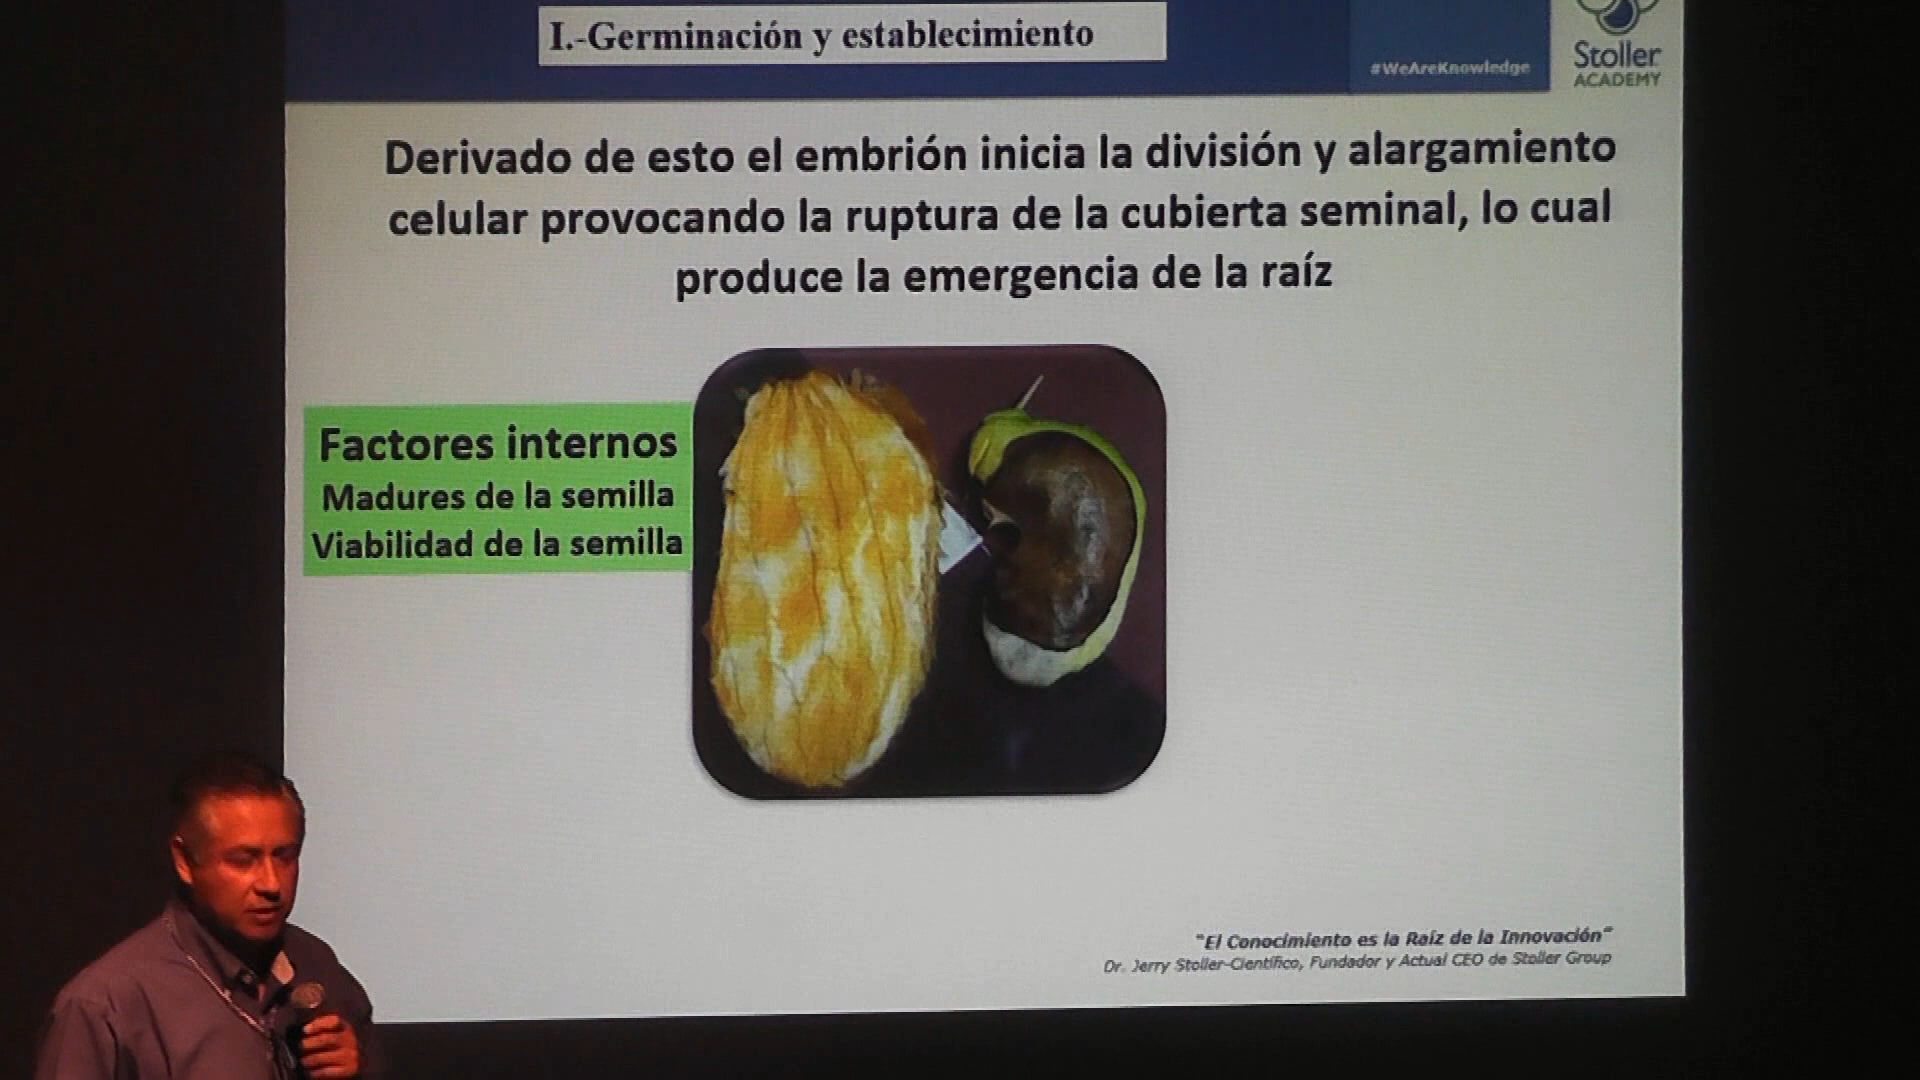 I.-Germinación y establecimiento
#WeAreKnowledge
Stoller
ACADEMY
Derivado de esto el embrión inicia la división y alargamiento
celular provocando la ruptura de la cubierta seminal, lo cual
produce la emergencia de la raíz
Factores internos
Madures de la semilla
Viabilidad de la semilla
"El Conocimiento es la Raíz de la Innovación"
Dr. Jerry Stoller-Científico, Fundador y Actual CEO de Stoller Group